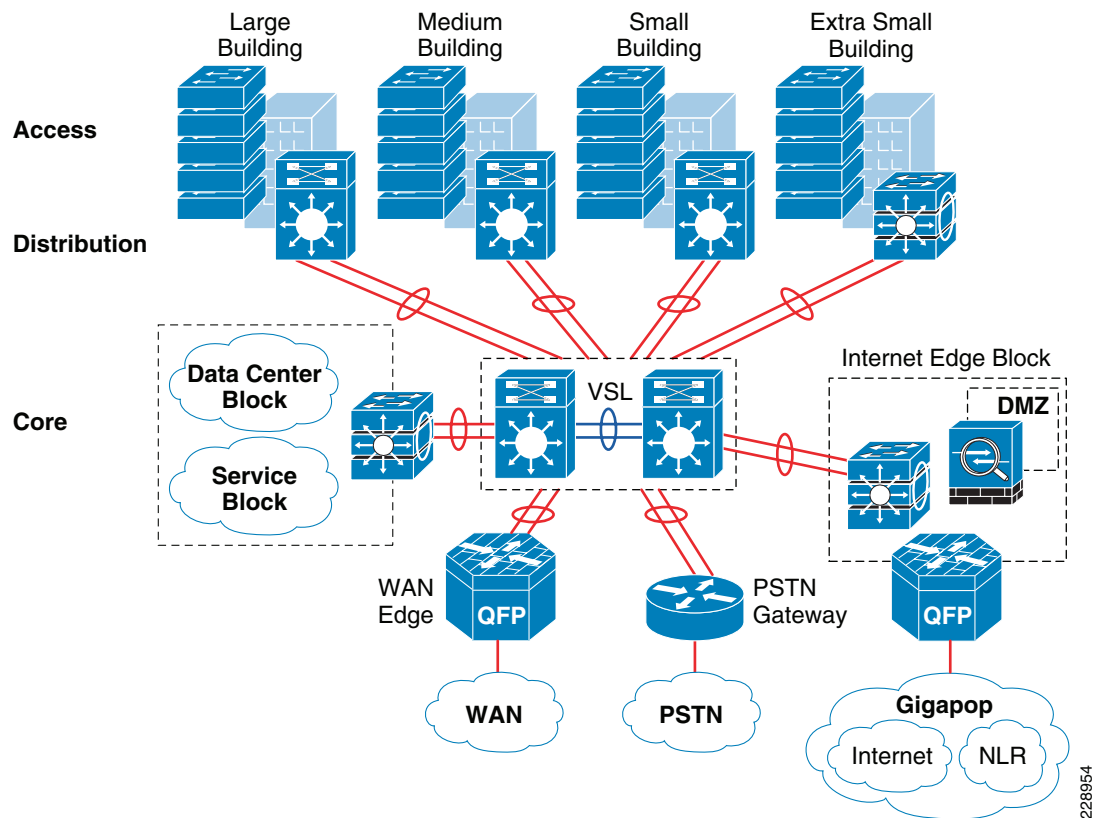 Large
Building
Medium
Building
Small
Building
Extra Small
Building
Access
Distribution
Core
Data Center
Block
Service
Block
VSL
Internet Edge Block
DMZ
WAN
Edge
QFP
PSTN
Gateway
QFP
WAN
PSTN
Gigapop
Internet
NLR
228954